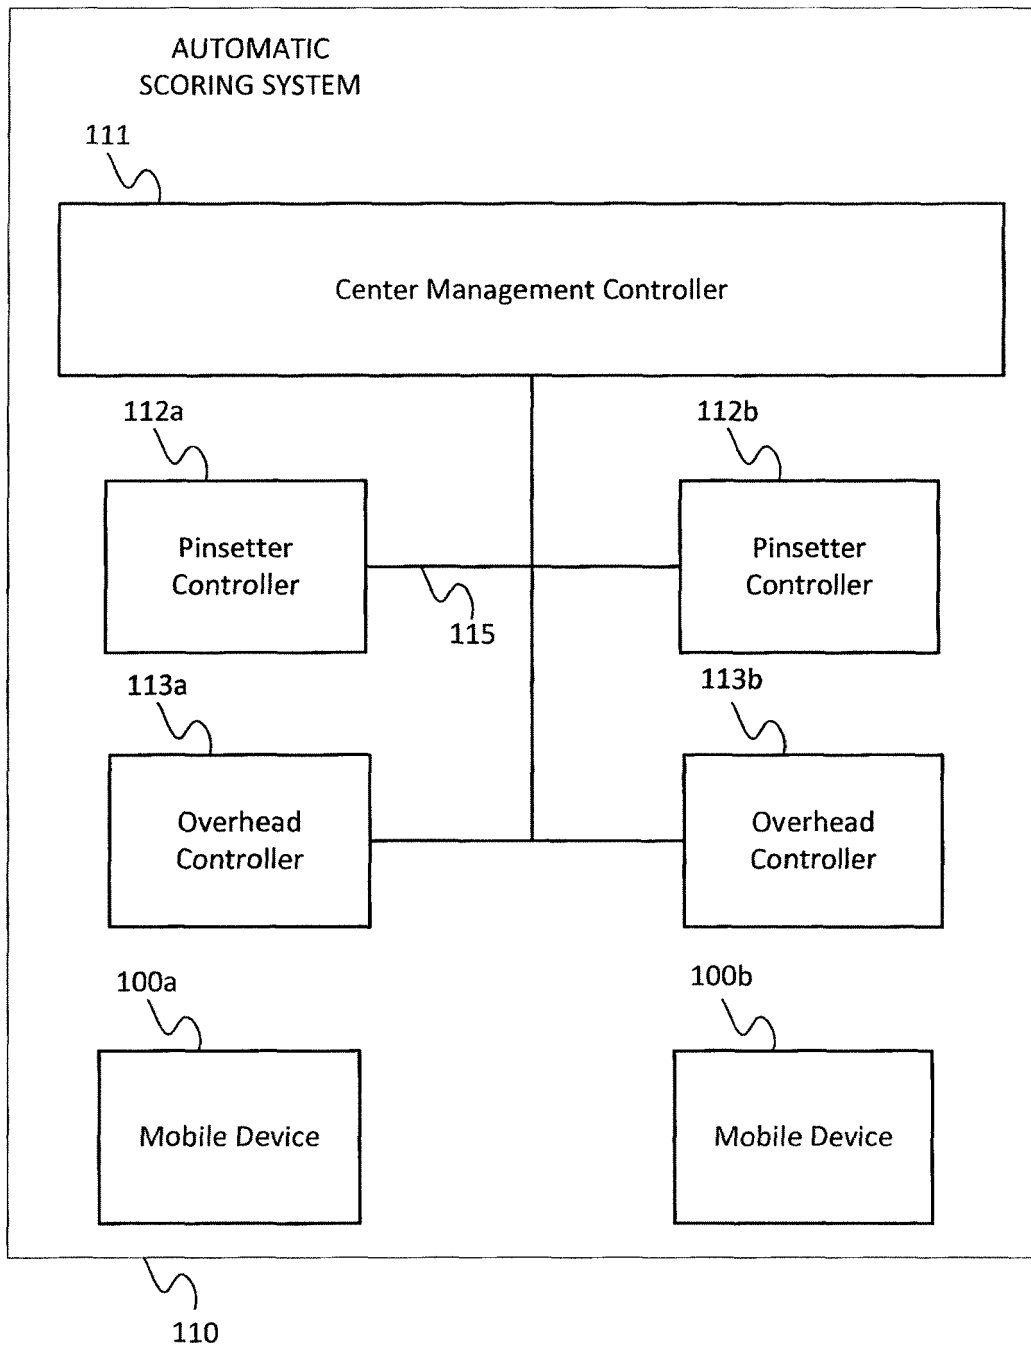 AUTOMATIC
SCORING SYSTEM
111
Center Management Controller
112a
112b
Pinsetter
Controller
Pinsetter
Controller
115
113a
113b
Overhead
Controller
Overhead
Controller
100a
100b
Mobile Device
Mobile Device
110